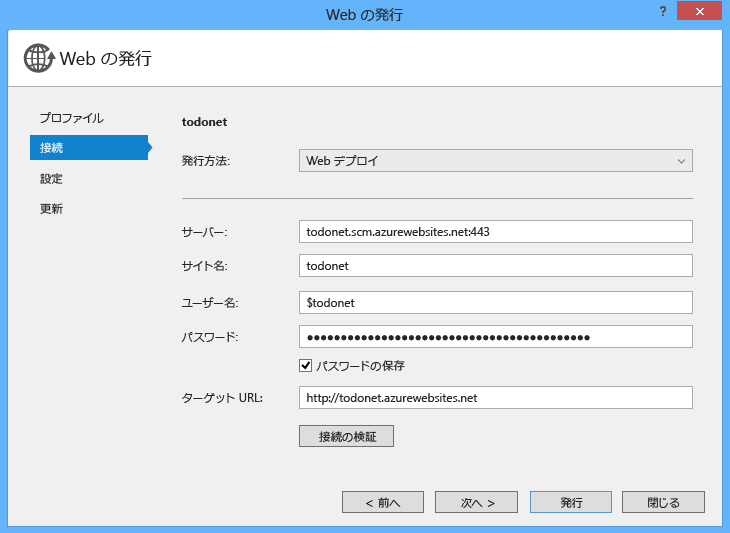 Web の発行
?
Web の発行
プロファイル
接続
設定
更新
todonet
発行方法: Web デプロイ
サーバー: todonet.scm.azurewebsites.net:443
サイト名: todonet
ユーザー名: $todonet
パスワード: ●●●●●●●●●●●●●●●●●●●●●●●●●●●●●●●●●●●●●●●●●●
パスワードの保存
ターゲット URL: http://todonet.azurewebsites.net
接続の検証
< 前へ 次へ > 発行 閉じる